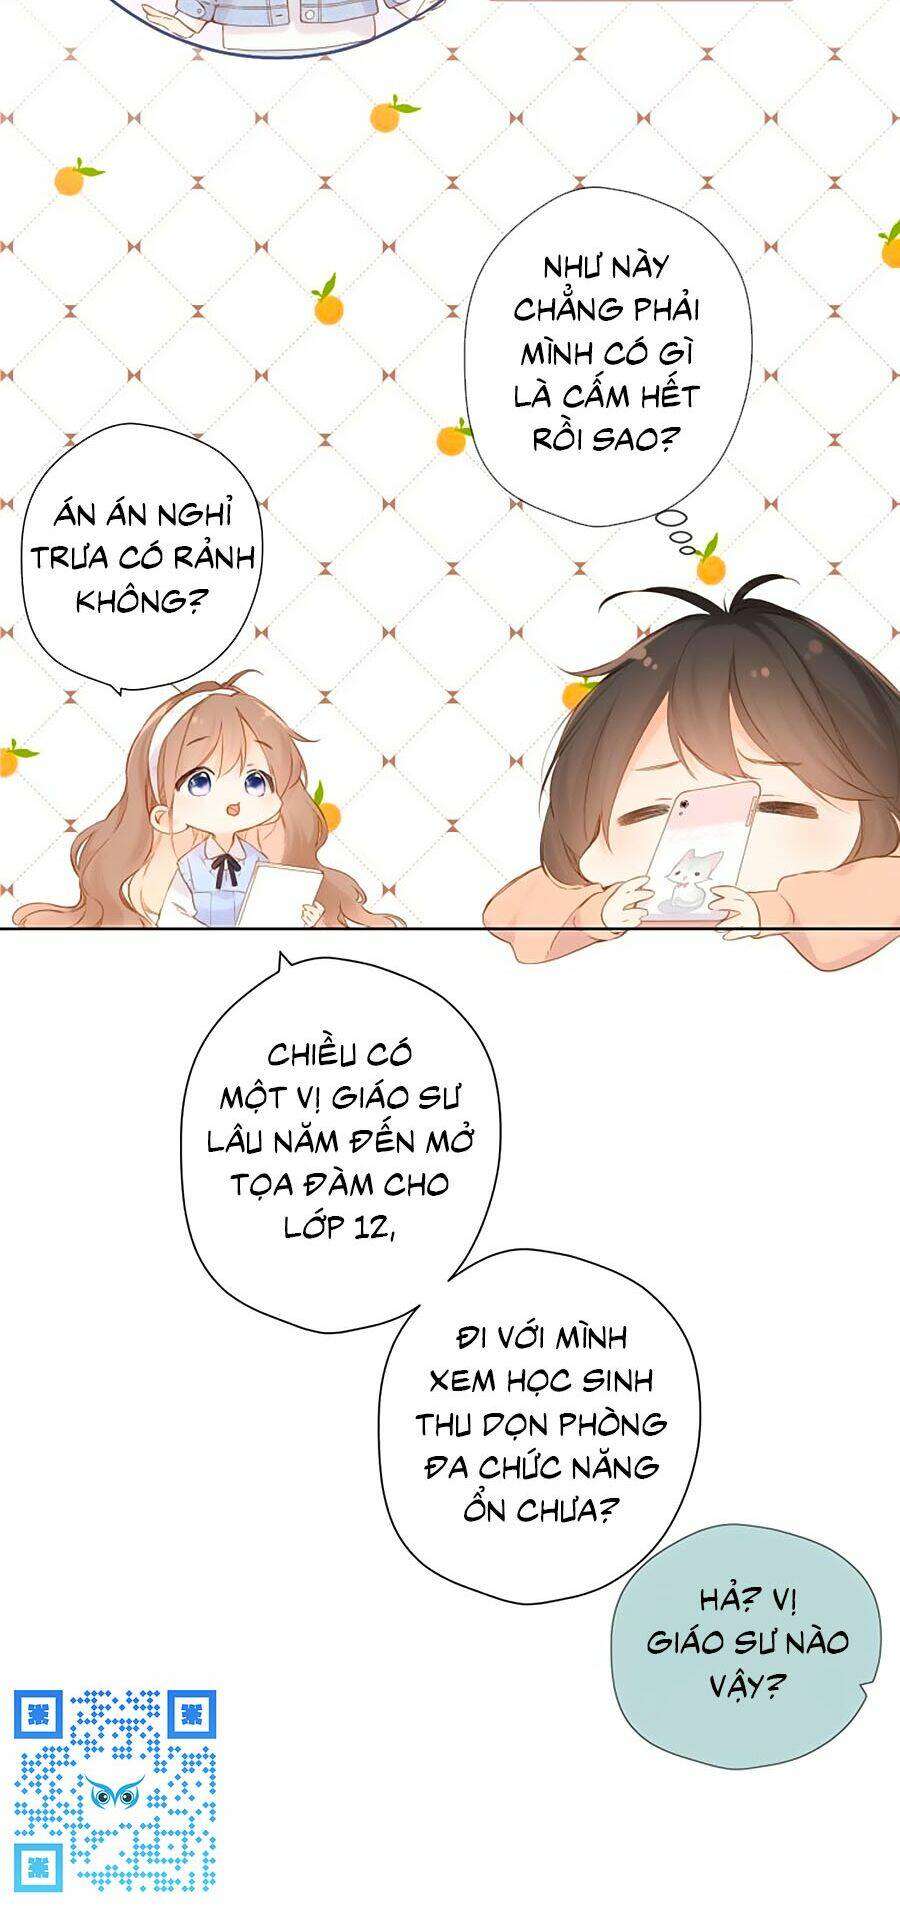 NHƯ NÀY
CHẲNG PHẢI
MÌNH CÓ GÌ
LÀ CẤM HẾT
RỒI SAO?
ÁN ÁN NGHỈ
TRƯA CÓ RẢNH
KHÔNG?
CHIỀU CÓ
MỘT VỊ GIÁO SƯ
LÂU NĂM ĐẾN MỞ
TỌA ĐÀM CHO
LỚP 12,
ĐI VỚI MÌNH
XEM HỌC SINH
THU DỌN PHÒNG
ĐA CHỨC NĂNG
ỔN CHƯA?
HẢ? VỊ
GIÁO SƯ NÀO
VẬY?